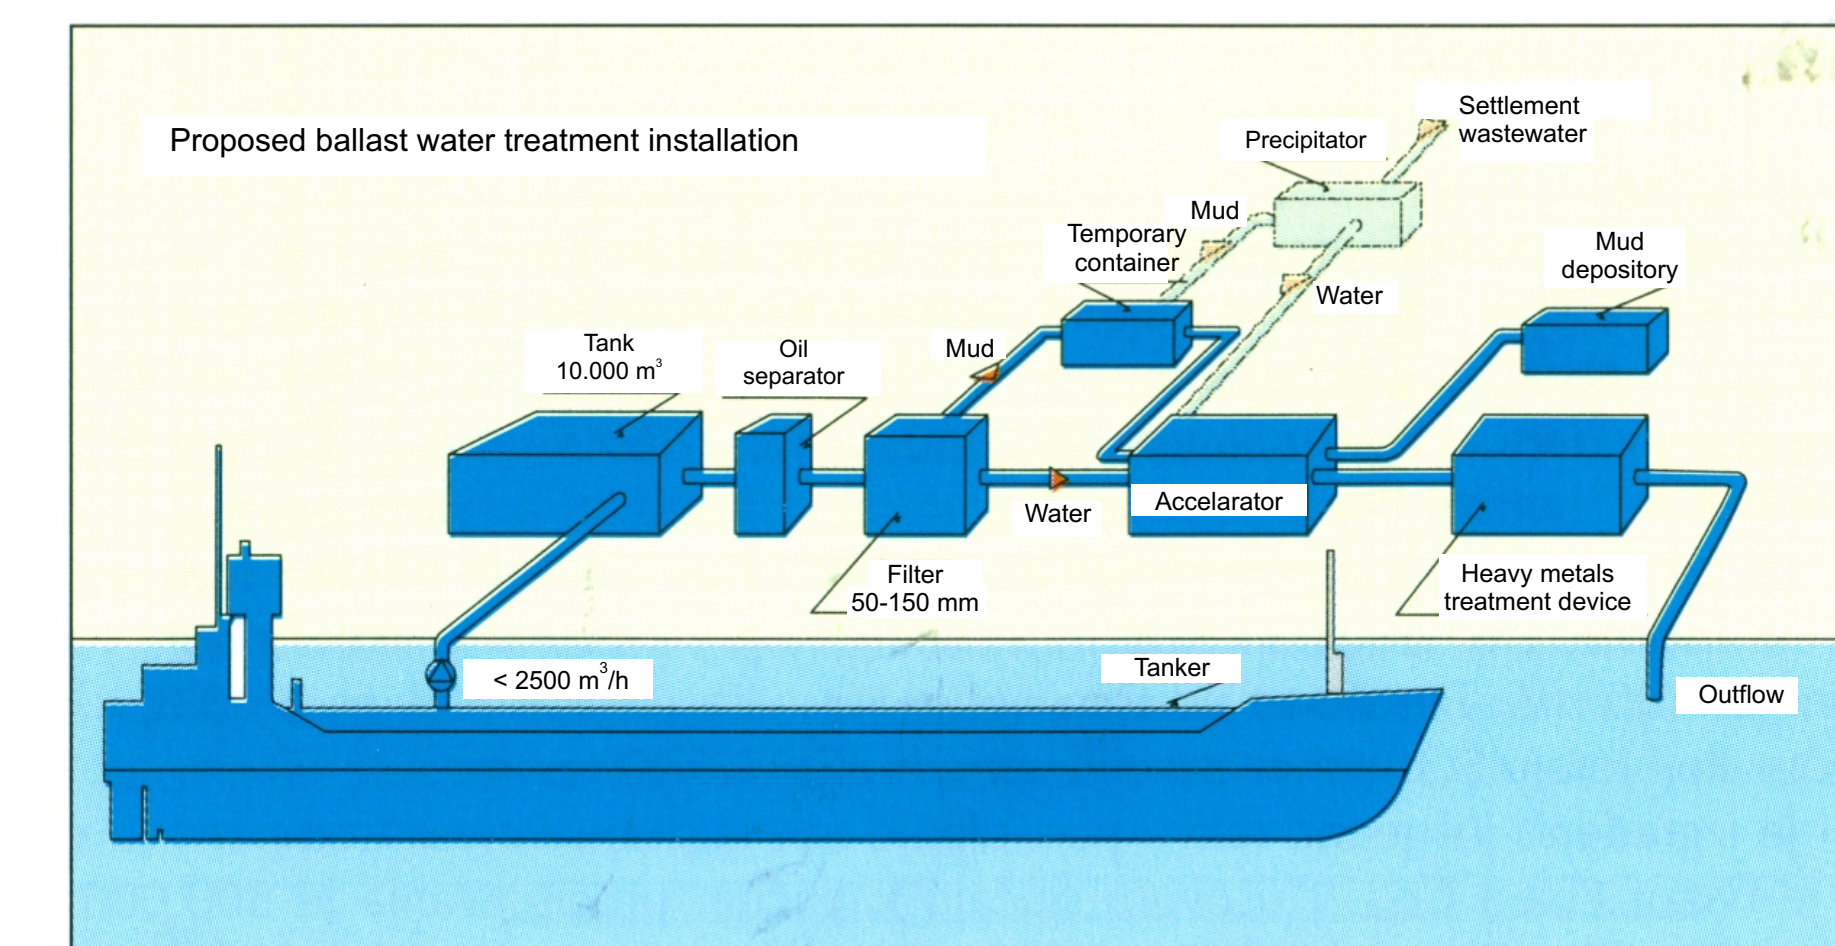 Proposed ballast water treatment installation
Settlement
wastewater
Precipitator
Mud
Temporary
container
Water
Mud
depository
Tank
10.000 m³
Oil
separator
Mud
Water
Accelarator
Filter
50-150 mm
Heavy metals
treatment device
< 2500 m³/h
Tanker
Outflow